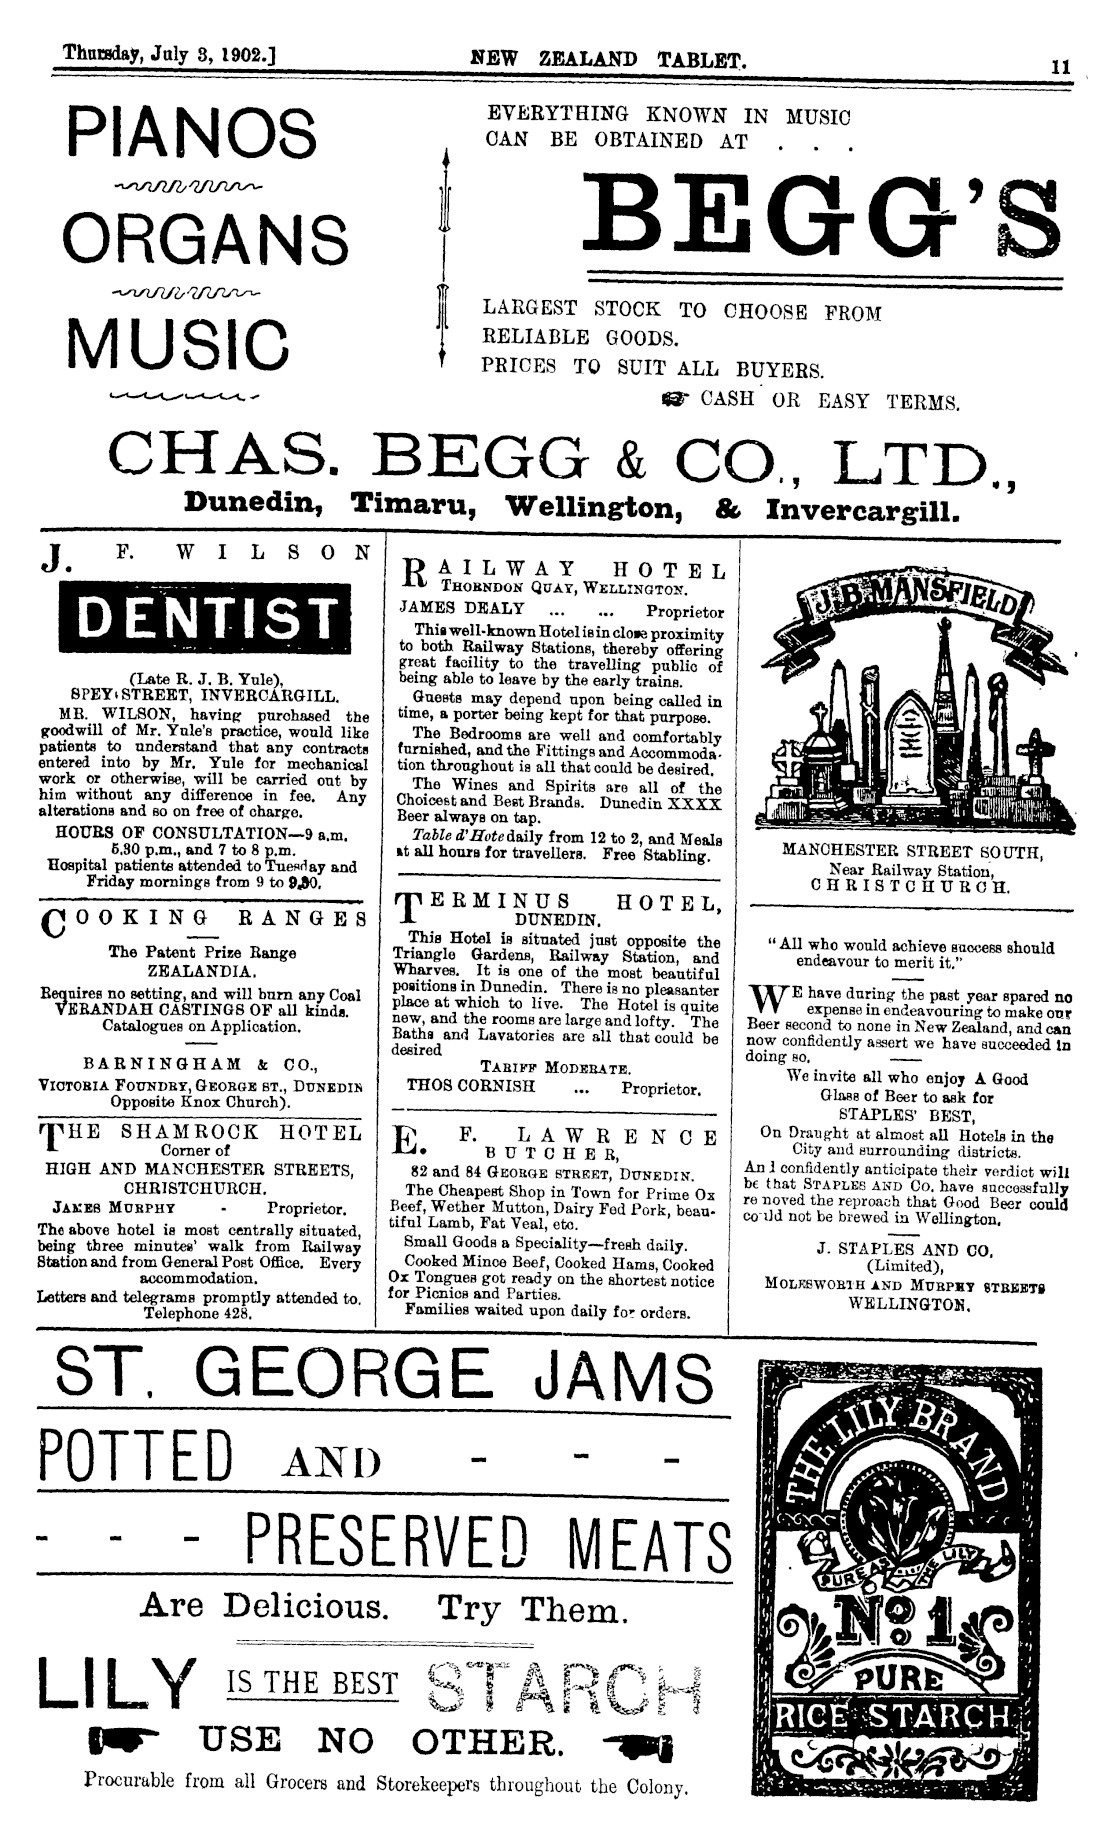 Thursday, July 3, 1902.] NEW ZEALAND TABLET. 11
PIANOS
ORGANS
MUSIC
EVERYTHING KNOWN IN MUSIC
CAN BE OBTAINED AT . . .
BEGG'S
LARGEST STOCK TO CHOOSE FROM
RELIABLE GOODS.
PRICES TO SUIT ALL BUYERS.
☛ CASH OR EASY TERMS.
CHAS. BEGG & CO., LTD.,
Dunedin, Timaru, Wellington, & Invercargill.
J. F. WILSON
DENTIST
(Late R. J. B. Yule),
SPEY STREET, INVERCARGILL.
MR. WILSON, having purchased the
goodwill of Mr. Yule's practice, would like
patients to understand that any contracts
entered into by Mr. Yule for mechanical
work or otherwise, will be carried out by
him without any difference in fee. Any
alterations and so on free of charge.
HOURS OF CONSULTATION—9 a.m.
5.30 p.m., and 7 to 8 p.m.
Hospital patients attended to Tuesday and
Friday mornings from 9 to 9.30.
COOKING RANGES
The Patent Prize Range
ZEALANDIA.
Requires no setting, and will burn any Coal
VERANDAH CASTINGS OF all kinds.
Catalogues on Application.
BARNINGHAM & CO.,
VICTORIA FOUNDRY, GEORGE ST., DUNEDIN
Opposite Knox Church).
THE SHAMROCK HOTEL
Corner of
HIGH AND MANCHESTER STREETS,
CHRISTCHURCH.
JAMES MURPHY - Proprietor.
The above hotel is most centrally situated,
being three minutes' walk from Railway
Station and from General Post Office. Every
accommodation.
Letters and telegrams promptly attended to.
Telephone 428.
RAILWAY HOTEL
THORNDON QUAY, WELLINGTON.
JAMES DEALY ... ... Proprietor
This well-known Hotel is in close proximity
to both Railway Stations, thereby offering
great facility to the travelling public of
being able to leave by the early trains.
Guests may depend upon being called in
time, a porter being kept for that purpose.
The Bedrooms are well and comfortably
furnished, and the Fittings and Accommoda-
tion throughout is all that could be desired.
The Wines and Spirits are all of the
Choicest and Best Brands. Dunedin XXXX
Beer always on tap.
Table d'Hote daily from 12 to 2, and Meals
at all hours for travellers. Free Stabling.
TERMINUS HOTEL,
DUNEDIN.
This Hotel is situated just opposite the
Triangle Gardens, Railway Station, and
Wharves. It is one of the most beautiful
positions in Dunedin. There is no pleasanter
place at which to live. The Hotel is quite
new, and the rooms are large and lofty. The
Baths and Lavatories are all that could be
desired
TARIFF MODERATE.
THOS CORNISH ... Proprietor.
E. F. LAWRENCE
BUTCHER,
82 and 84 GEORGE STREET, DUNEDIN.
The Cheapest Shop in Town for Prime Ox
Beef, Wether Mutton, Dairy Fed Pork, beau-
tiful Lamb, Fat Veal, etc.
Small Goods a Speciality—fresh daily.
Cooked Mince Beef, Cooked Hams, Cooked
Ox Tongues got ready on the shortest notice
for Picnics and Parties.
Families waited upon daily for orders.
J.B. MANSFIELD
MANCHESTER STREET SOUTH,
Near Railway Station,
CHRISTCHURCH.
"All who would achieve success should
endeavour to merit it."
WE have during the past year spared no
expense in endeavouring to make our
Beer second to none in New Zealand, and can
now confidently assert we have succeeded in
doing so.
We invite all who enjoy A Good
Glass of Beer to ask for
STAPLES' BEST,
On Draught at almost all Hotels in the
City and surrounding districts.
And confidently anticipate their verdict will
be that STAPLES AND CO. have successfully
removed the reproach that Good Beer could
could not be brewed in Wellington.
J. STAPLES AND CO.
(Limited),
MOLESWORTH AND MURPHY STREETS
WELLINGTON.
ST. GEORGE JAMS
POTTED AND - - -
- - - PRESERVED MEATS
Are Delicious. Try Them.
LILY IS THE BEST STARCH
☛ USE NO OTHER. ☚
Procurable from all Grocers and Storekeepers throughout the Colony.
THE LILY BRAND
PURE AS THE LILY
No 1
PURE
RICE STARCH